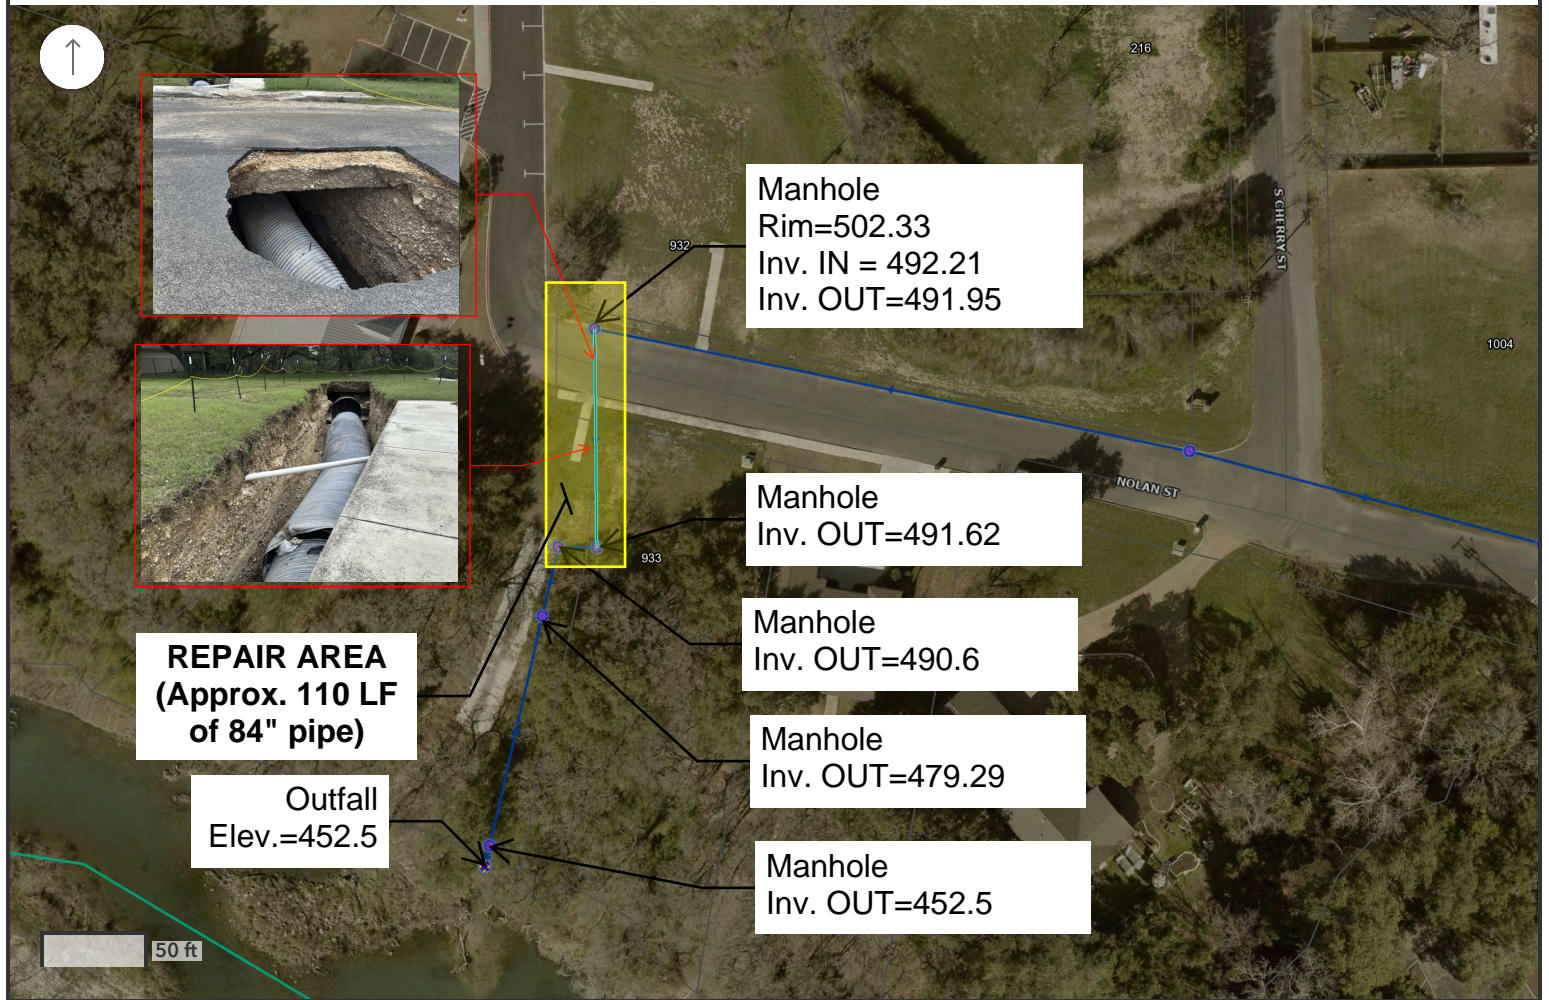 216
932
Manhole
Rim=502.33
Inv. IN = 492.21
Inv. OUT=491.95
S CHERRY ST
1004
NOLAN ST
Manhole
Inv. OUT=491.62
933
Manhole
Inv. OUT=490.6
REPAIR AREA
(Approx. 110 LF
of 84" pipe)
Manhole
Inv. OUT=479.29
Outfall
Elev.=452.5
Manhole
Inv. OUT=452.5
50 ft